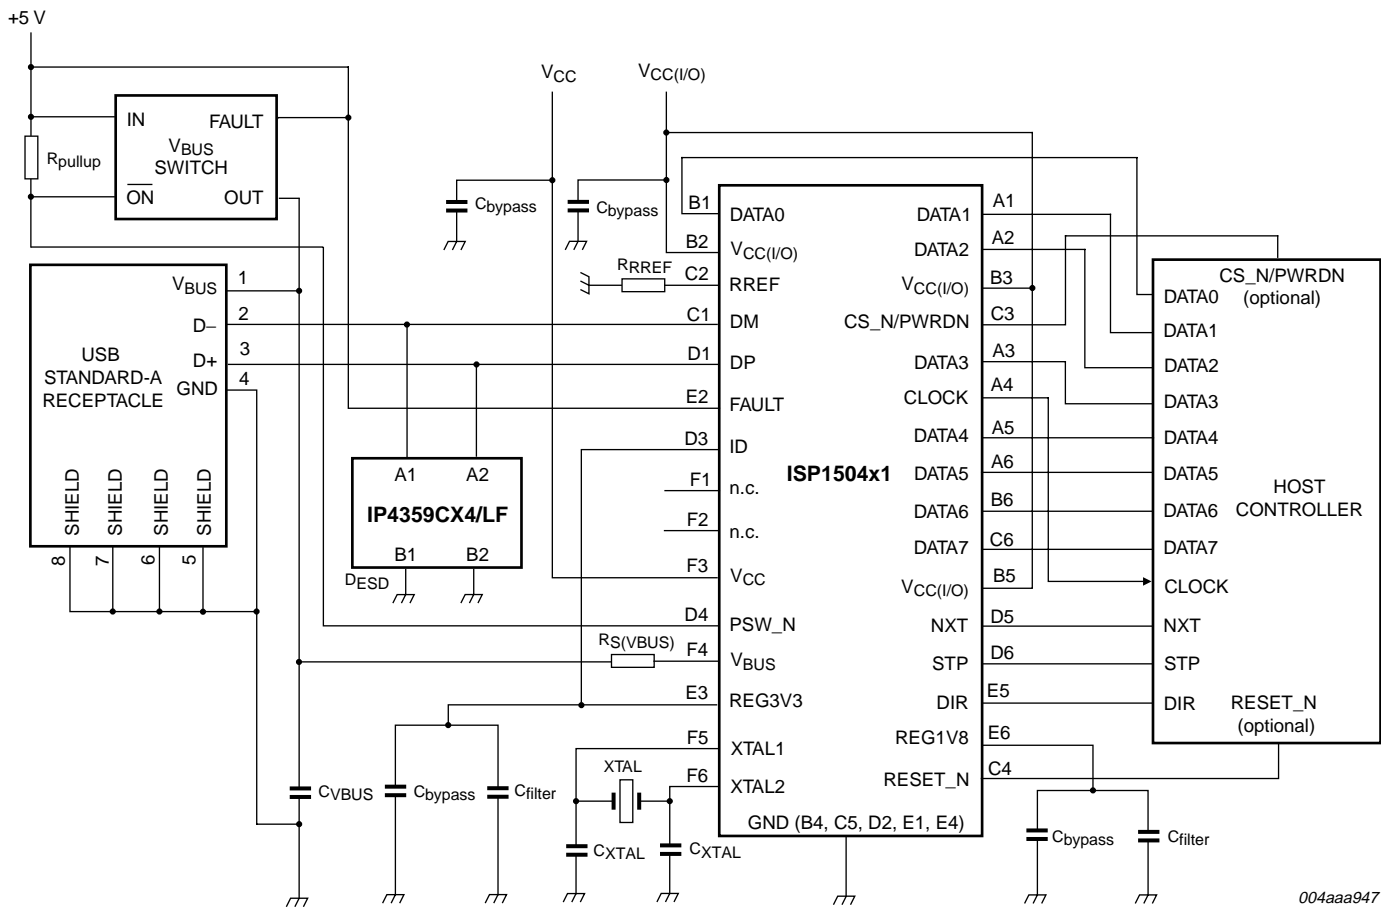 +5 V
VCC
VCC(I/O)
IN
FAULT
VBUS
SWITCH
ON
OUT
Rpullup
Cbypass
Cbypass
RRREF
USB
STANDARD-A
RECEPTACLE
VBUS
D–
D+
GND
1
2
3
4
SHIELD
SHIELD
SHIELD
SHIELD
8
7
6
5
A1
A2
IP4359CX4/LF
B1
B2
DESD
RS(VBUS)
CVBUS
Cbypass
Cfilter
XTAL
CXTAL
CXTAL
B1
B2
C2
C1
D1
E2
D3
F1
F2
F3
D4
F4
E3
F5
F6
DATA0
VCC(I/O)
RREF
DM
DP
FAULT
ID
n.c.
n.c.
VCC
PSW_N
VBUS
REG3V3
XTAL1
XTAL2
ISP1504x1
DATA1
DATA2
VCC(I/O)
CS_N/PWRDN
DATA3
CLOCK
DATA4
DATA5
DATA6
DATA7
VCC(I/O)
NXT
STP
DIR
REG1V8
RESET_N
GND (B4, C5, D2, E1, E4)
A1
A2
B3
C3
A3
A4
A5
A6
B6
C6
B5
D5
D6
E5
E6
C4
CS_N/PWRDN
(optional)
DATA0
DATA1
DATA2
DATA3
DATA4
DATA5
DATA6
DATA7
CLOCK
NXT
STP
DIR
HOST
CONTROLLER
RESET_N
(optional)
Cbypass
Cfilter
004aaa947